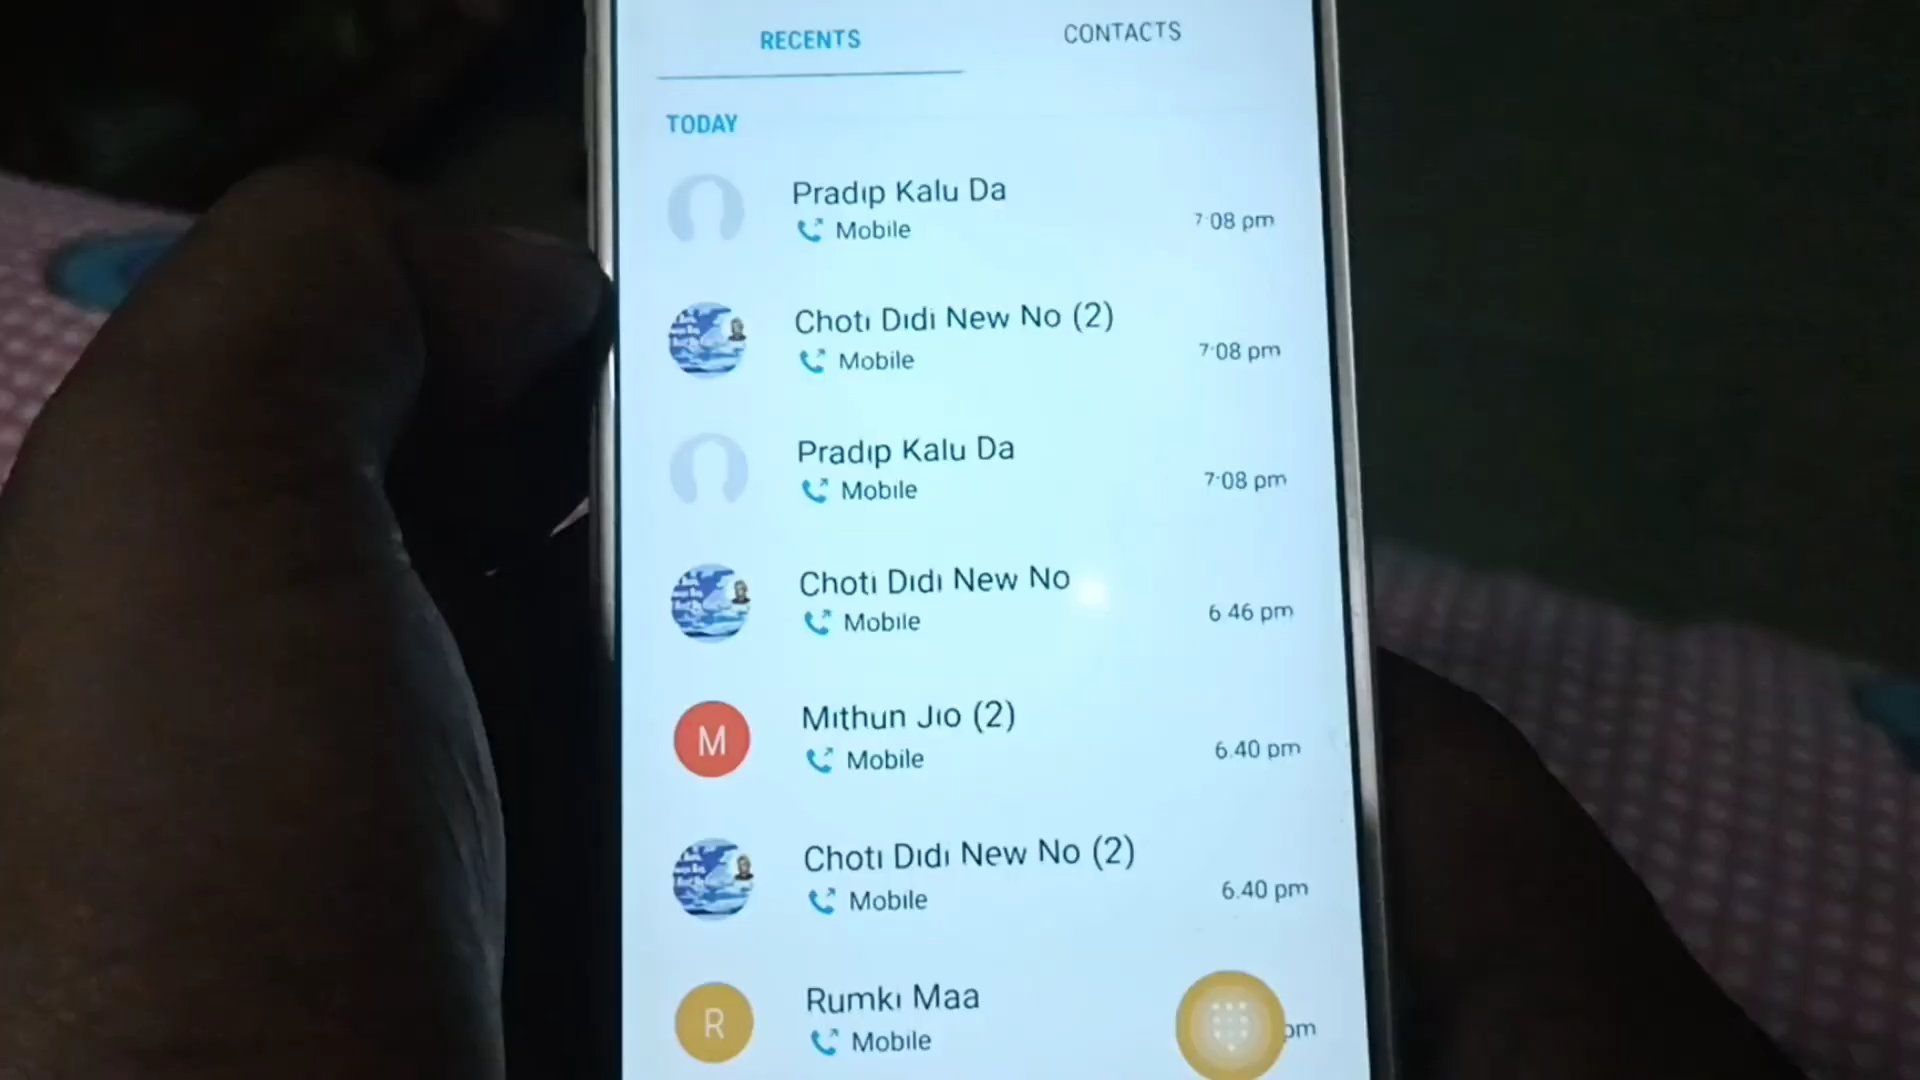 RECENTS
CONTACTS
TODAY
Pradip Kalu Da
Mobile
7:08 pm
Choti Didi New No (2)
Mobile
7:08 pm
Pradip Kalu Da
Mobile
7:08 pm
Choti Didi New No
Mobile
6:46 pm
M
Mithun Jio (2)
Mobile
6:40 pm
Choti Didi New No (2)
Mobile
6:40 pm
R
Rumki Maa
Mobile
pm